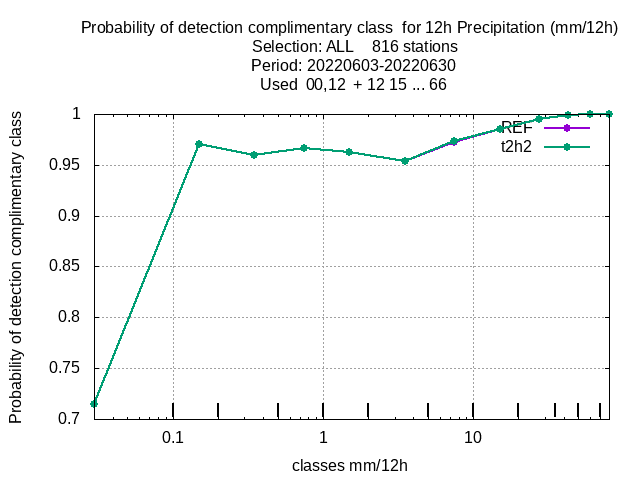 Probability of detection complimentary class  for 12h Precipitation (mm/12h)
Selection: ALL    816 stations
Period: 20220603-20220630
Used  00,12  + 12 15 ... 66
Probability of detection complimentary class
1
0.95
0.9
0.85
0.8
0.75
0.7
REF
t2h2
0.1
1
10
classes mm/12h